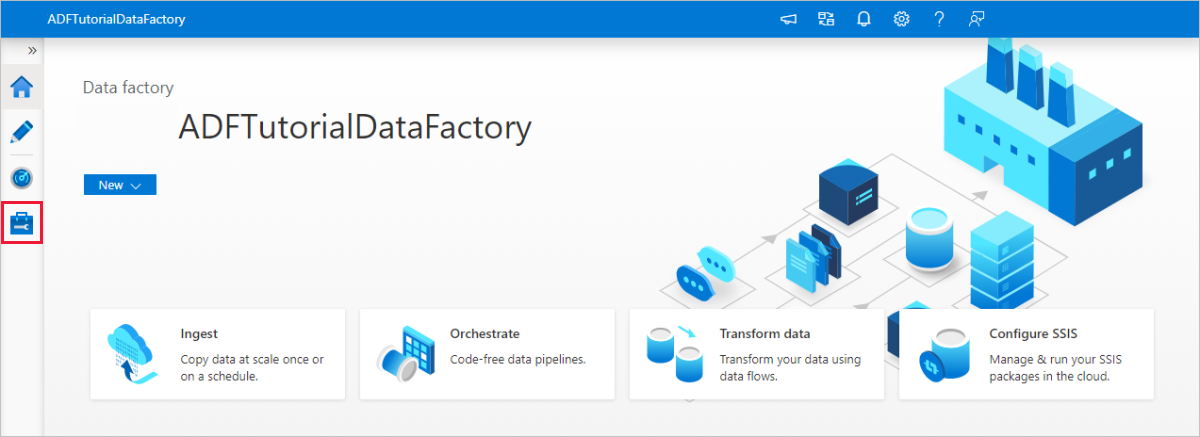 ADFTutorialDataFactory
Data factory
ADFTutorialDataFactory
New
Ingest
Copy data at scale once or
on a schedule.
Orchestrate
Code-free data pipelines.
Transform data
Transform your data using
data flows.
Configure SSIS
Manage & run your SSIS
packages in the cloud.